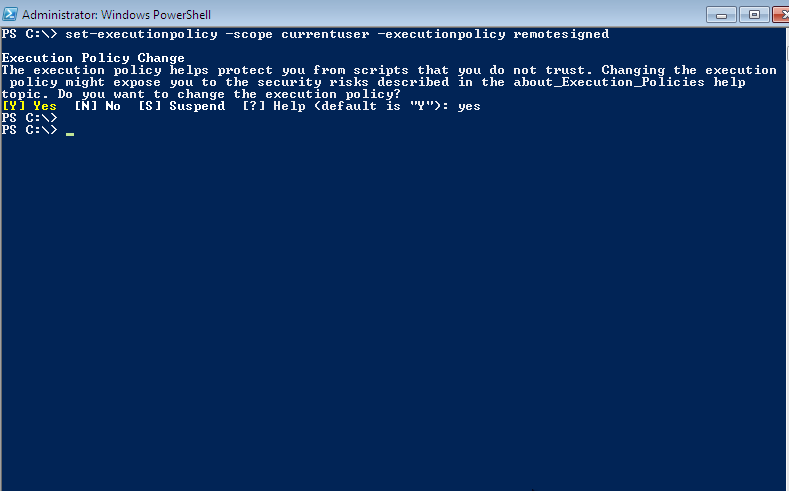 Administrator: Windows PowerShell
PS C:\> set-executionpolicy -scope currentuser -executionpolicy remotesigned
Execution Policy Change
The execution policy helps protect you from scripts that you do not trust. Changing the execution
policy might expose you to the security risks described in the about_Execution_Policies help
topic. Do you want to change the execution policy?
[Y] Yes  [N] No  [S] Suspend  [?] Help (default is "Y"): yes
PS C:\>
PS C:\> _